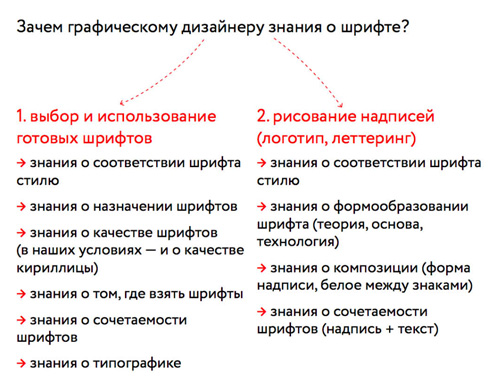 Зачем графическому дизайнеру знания о шрифте?
1. выбор и использование
готовых шрифтов
→ знания о соответствии шрифта
стилю
→ знания о назначении шрифтов
→ знания о качестве шрифтов
(в наших условиях — и о качестве
кириллицы)
→ знания о том, где взять шрифты
→ знания о сочетаемости
шрифтов
→ знания о типографике
2. рисование надписей
(логотип, леттеринг)
→ знания о соответствии шрифта
стилю
→ знания о формообразовании
шрифта (теория, основа,
технология)
→ знания о композиции (форма
надписи, белое между знаками)
→ знания о сочетаемости
шрифтов (надпись + текст)